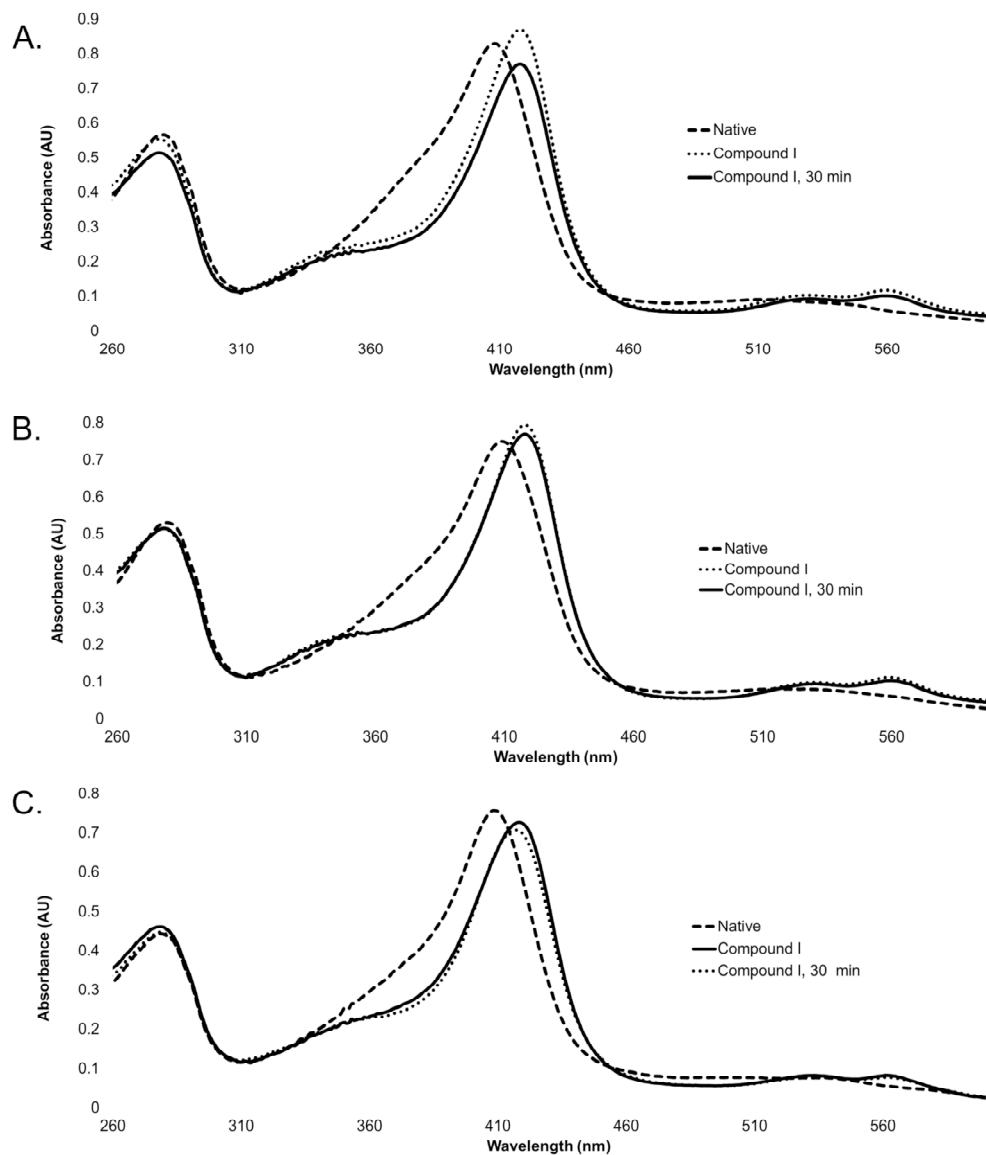 A.
Absorbance (AU)
0.9
0.8
0.7
0.6
0.5
0.4
0.3
0.2
0.1
0
260 310 360 410 460 510 560
Wavelength (nm)
Native
Compound I
Compound I, 30 min
B.
Absorbance (AU)
0.8
0.7
0.6
0.5
0.4
0.3
0.2
0.1
0
260 310 360 410 460 510 560
Wavelength (nm)
Native
Compound I
Compound I, 30 min
C.
Absorbance (AU)
0.8
0.7
0.6
0.5
0.4
0.3
0.2
0.1
0
260 310 360 410 460 510 560
Wavelength (nm)
Native
Compound I
Compound I, 30 min